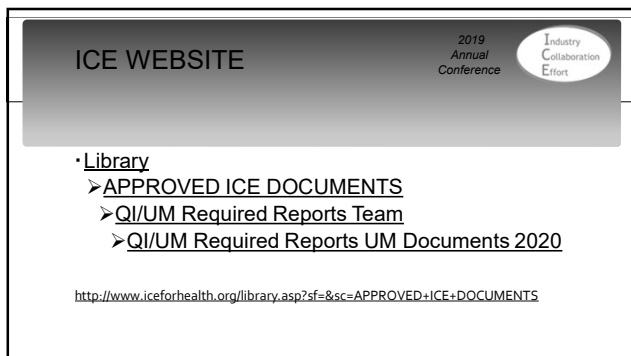 ICE WEBSITE
2019
Annual
Conference
Industry
Collaboration
Effort
· Library
➢APPROVED ICE DOCUMENTS
➢QI/UM Required Reports Team
➢QI/UM Required Reports UM Documents 2020
http://www.iceforhealth.org/library.asp?sf=&sc=APPROVED+ICE+DOCUMENTS